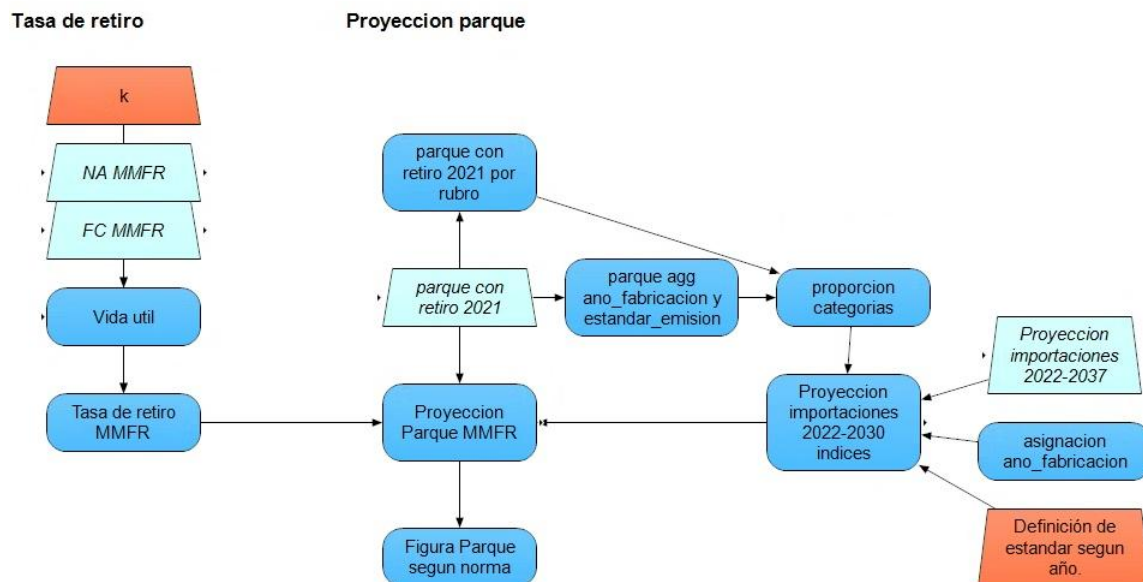 Tasa de retiro
Proyeccion parque
k
NA MMFR
FC MMFR
Vida util
Tasa de retiro
MMFR
parque con
retiro 2021 por
rubro
parque con
retiro 2021
parque agg
ano_fabricacion y
estandar_emision
proporcion
categorias
Proyeccion
Parque MMFR
Proyeccion
importaciones
2022-2030
indices
Proyeccion
importaciones
2022-2037
asignacion
ano_fabricacion
Definición de
estandar segun
año.
Figura Parque
segun norma